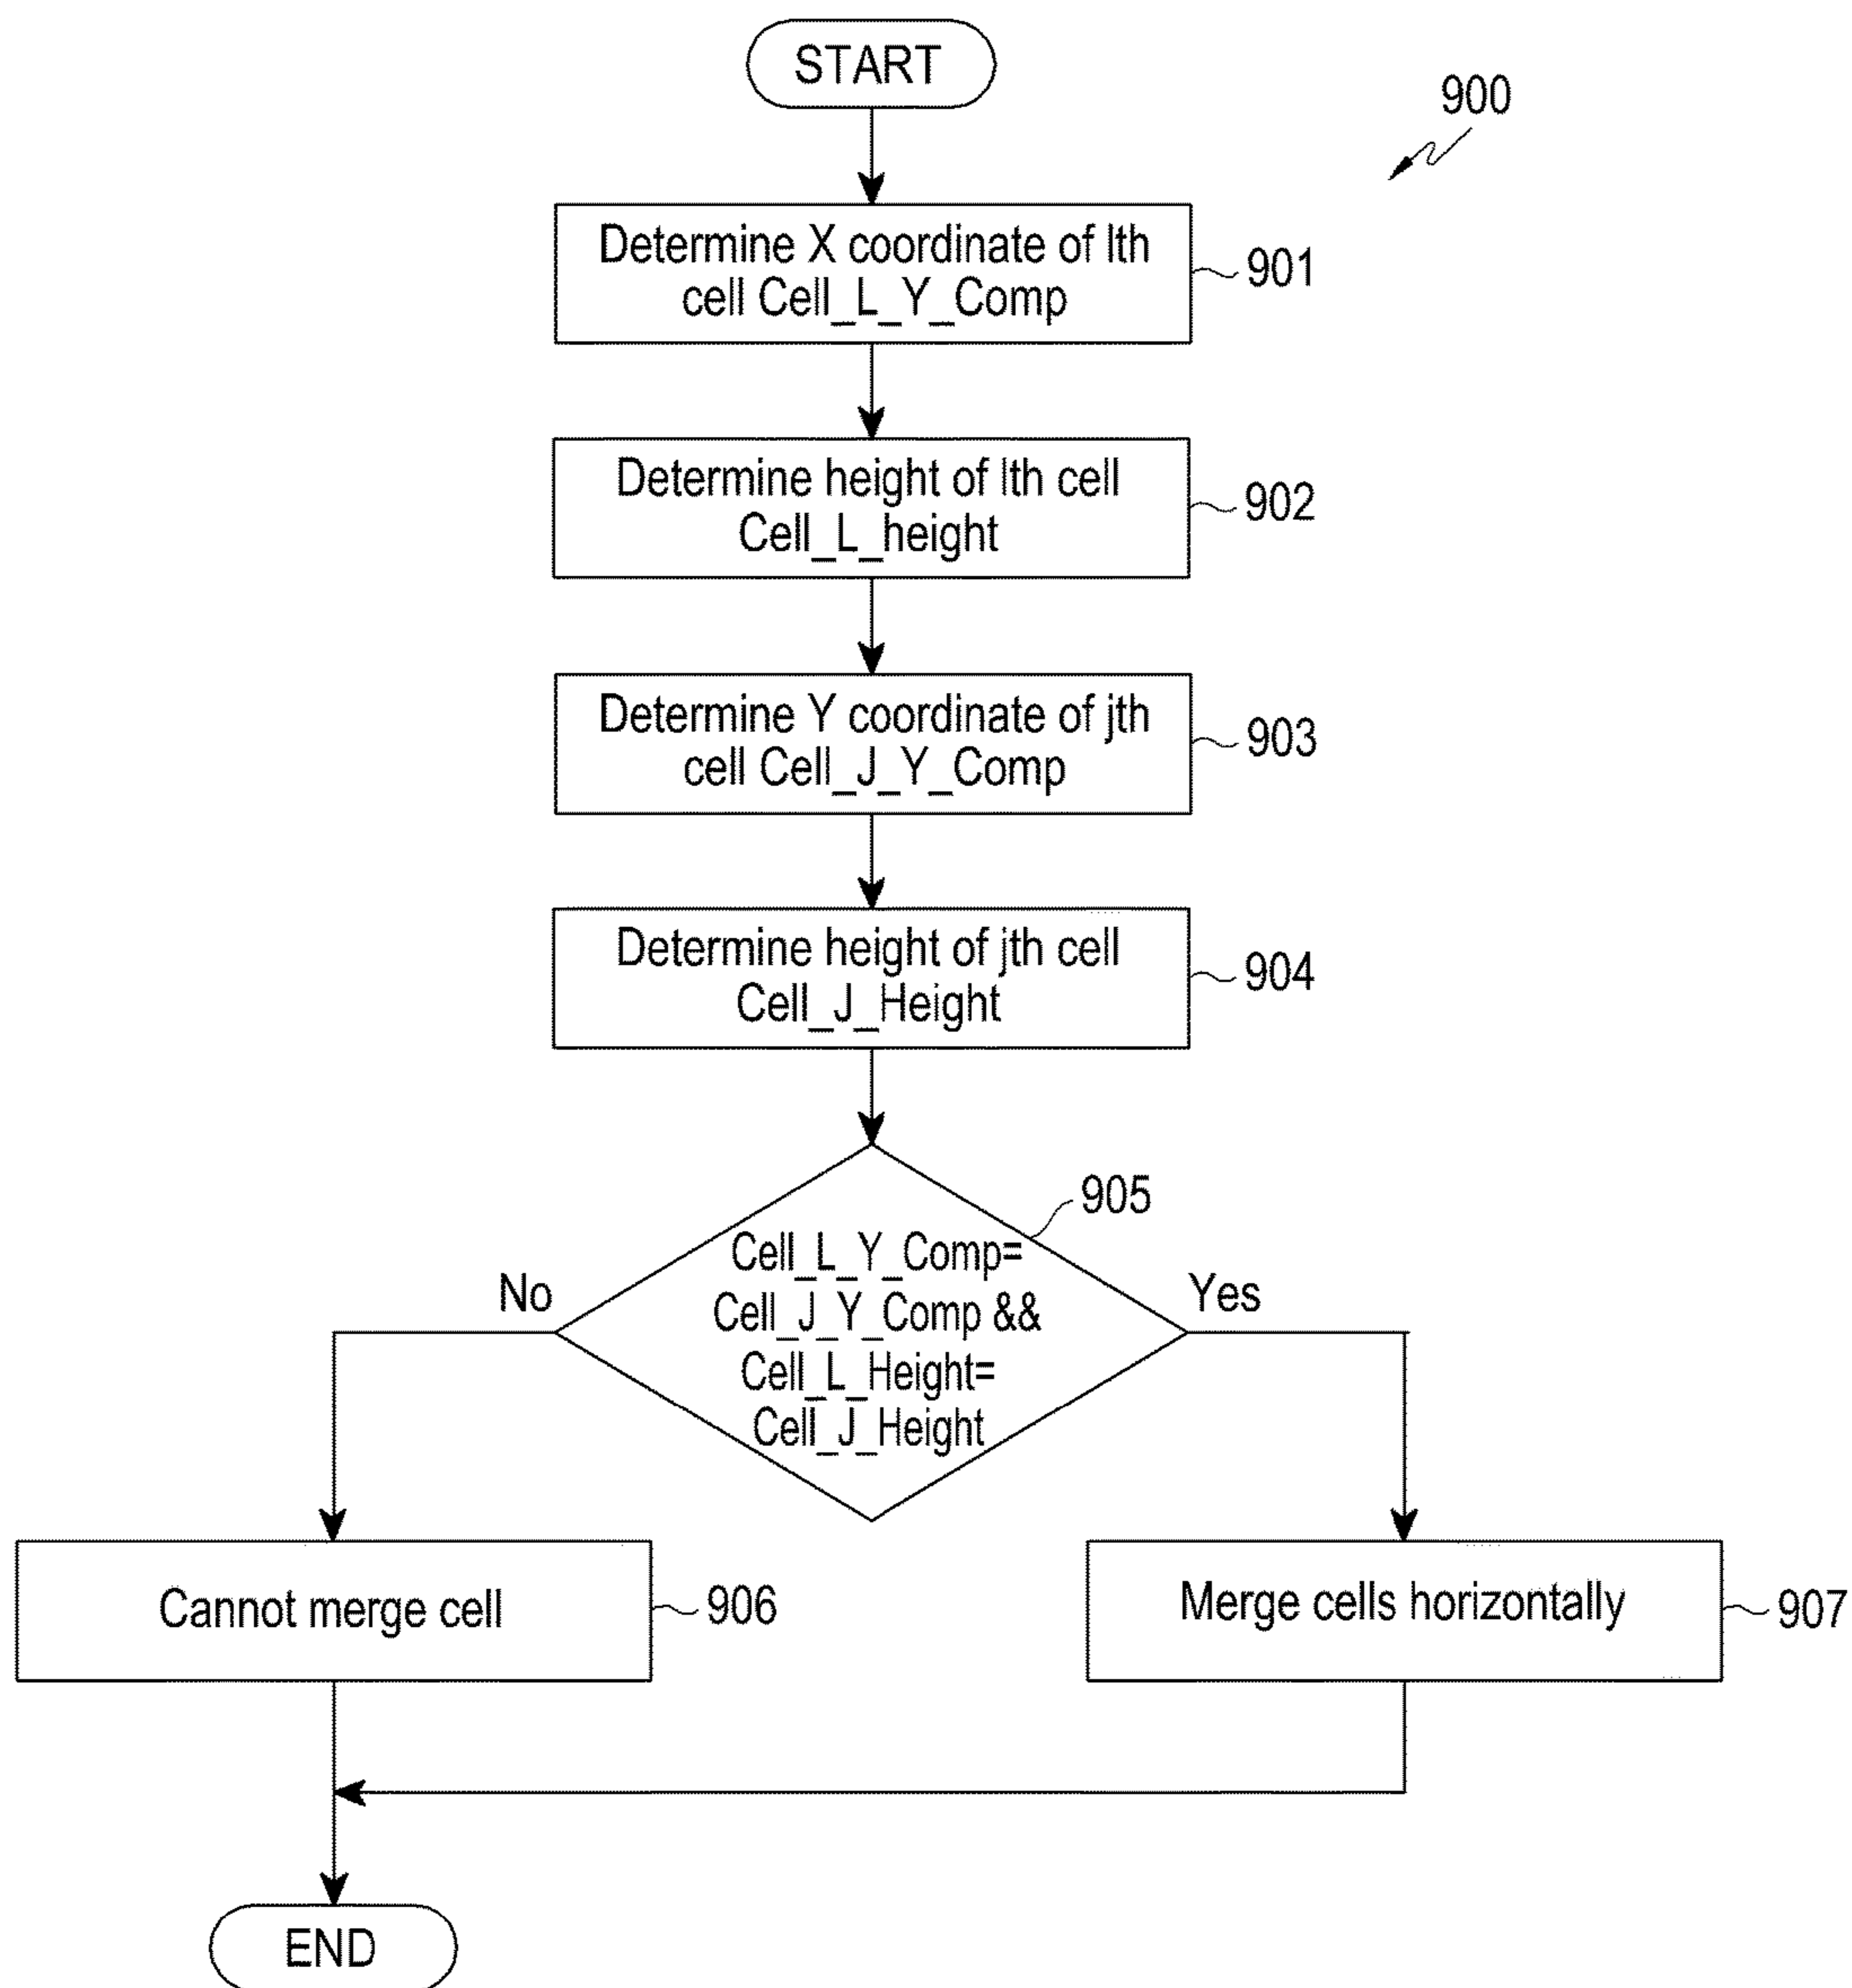 START
900
Determine X coordinate of lth
cell Cell_L_Y_Comp
901
Determine height of lth cell
Cell_L_height
902
Determine Y coordinate of jth
cell Cell_J_Y_Comp
903
Determine height of jth cell
Cell_J_Height
904
905
Cell_L_Y_Comp=
Cell_J_Y_Comp &&
Cell_L_Height=
Cell_J_Height
No
Yes
Cannot merge cell
906
Merge cells horizontally
907
END